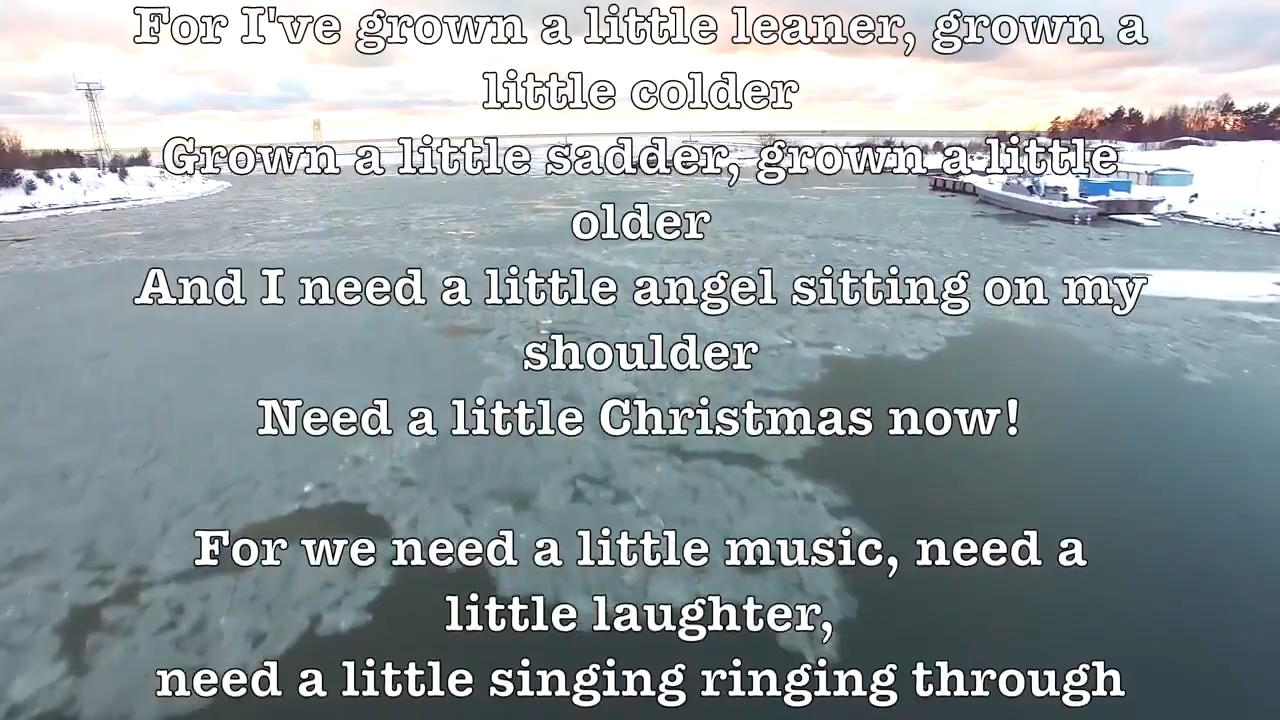 For I've grown a little leaner, grown a
little colder
Grown a little sadder, grown a little
older
And I need a little angel sitting on my
shoulder
Need a little Christmas now!
For we need a little music, need a
little laughter,
need a little singing ringing through